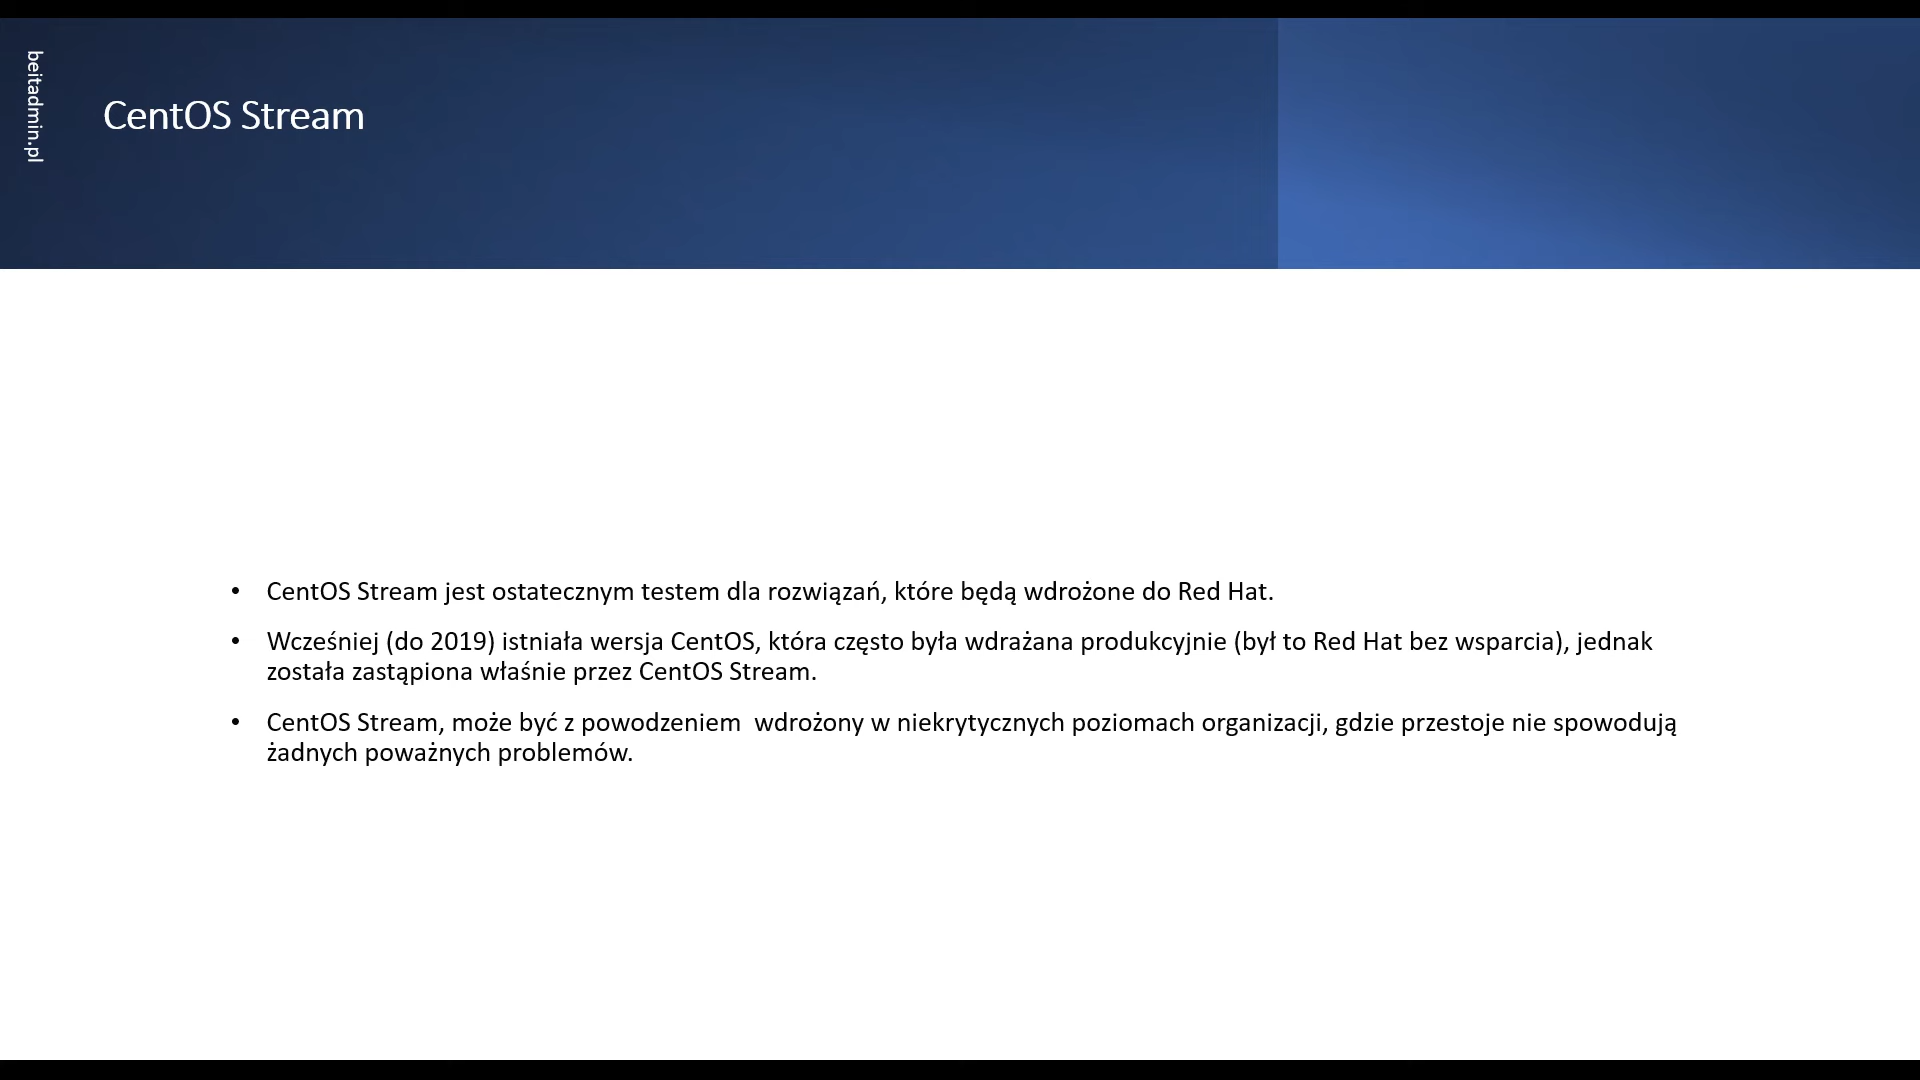 beitadmin.pl
CentOS Stream
• CentOS Stream jest ostatecznym testem dla rozwiązań, które będą wdrożone do Red Hat.
• Wcześniej (do 2019) istniała wersja CentOS, która często była wdrażana produkcyjnie (był to Red Hat bez wsparcia), jednak
została zastąpiona właśnie przez CentOS Stream.
• CentOS Stream, może być z powodzeniem  wdrożony w niekrytycznych poziomach organizacji, gdzie przestoje nie spowodują
żadnych poważnych problemów.